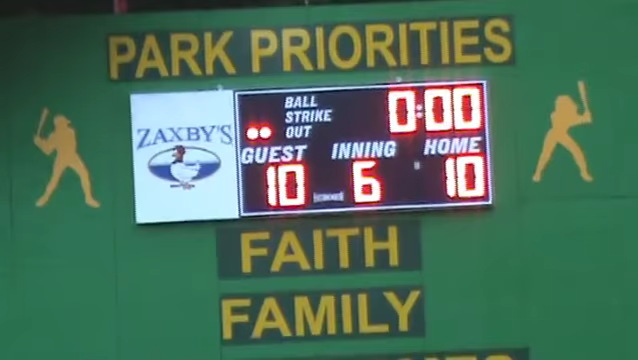 PARK PRIORITIES
BALL
STRIKE
OUT
0:00
ZAXBY'S
GUEST INNING HOME
10 6 10
FAITH
FAMILY